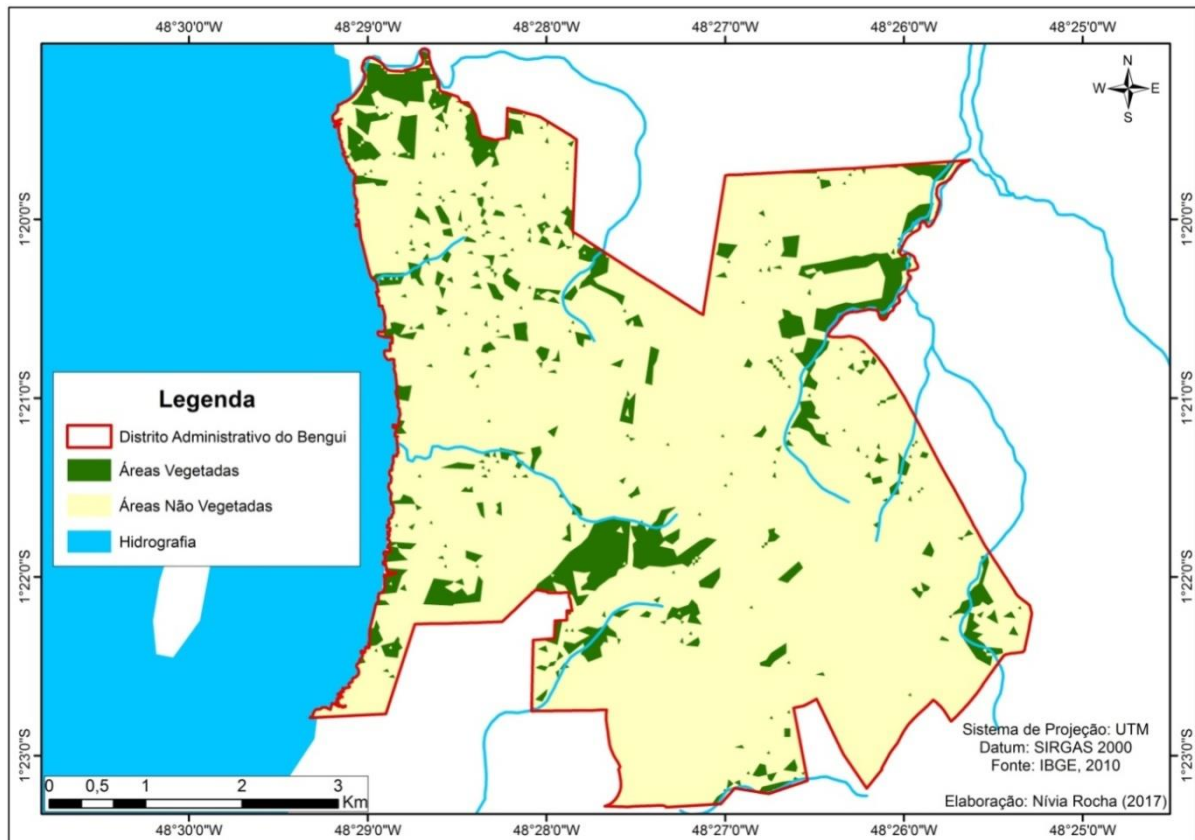 48°30'0"W 48°29'0"W 48°28'0"W 48°27'0"W 48°26'0"W 48°25'0"W
N
W E
S
1°20'0"S 1°20'0"S
1°21'0"S 1°21'0"S
Legenda
Distrito Administrativo do Bengui
Áreas Vegetadas
Áreas Não Vegetadas
Hidrografia
1°22'0"S 1°22'0"S
1°23'0"S 1°23'0"S
Sistema de Projeção: UTM
Datum: SIRGAS 2000
Fonte: IBGE, 2010
0 0,5 1 2 3
Km
Elaboração: Nívia Rocha (2017)
48°30'0"W 48°29'0"W 48°28'0"W 48°27'0"W 48°26'0"W 48°25'0"W